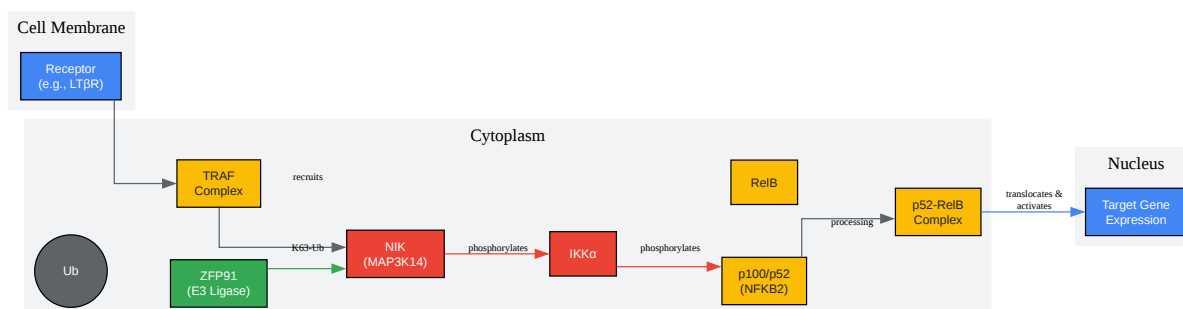 Cell Membrane
Receptor
(e.g., LTβR)
Cytoplasm
TRAF
Complex
recruits
RelB
Nucleus
p52-RelB
Complex
translocates &
activates
Target Gene
Expression
processing
K63-Ub
NIK
(MAP3K14)
phosphorylates
IKKα
phosphorylates
Ub
ZFP91
(E3 Ligase)
p100/p52
(NFKB2)